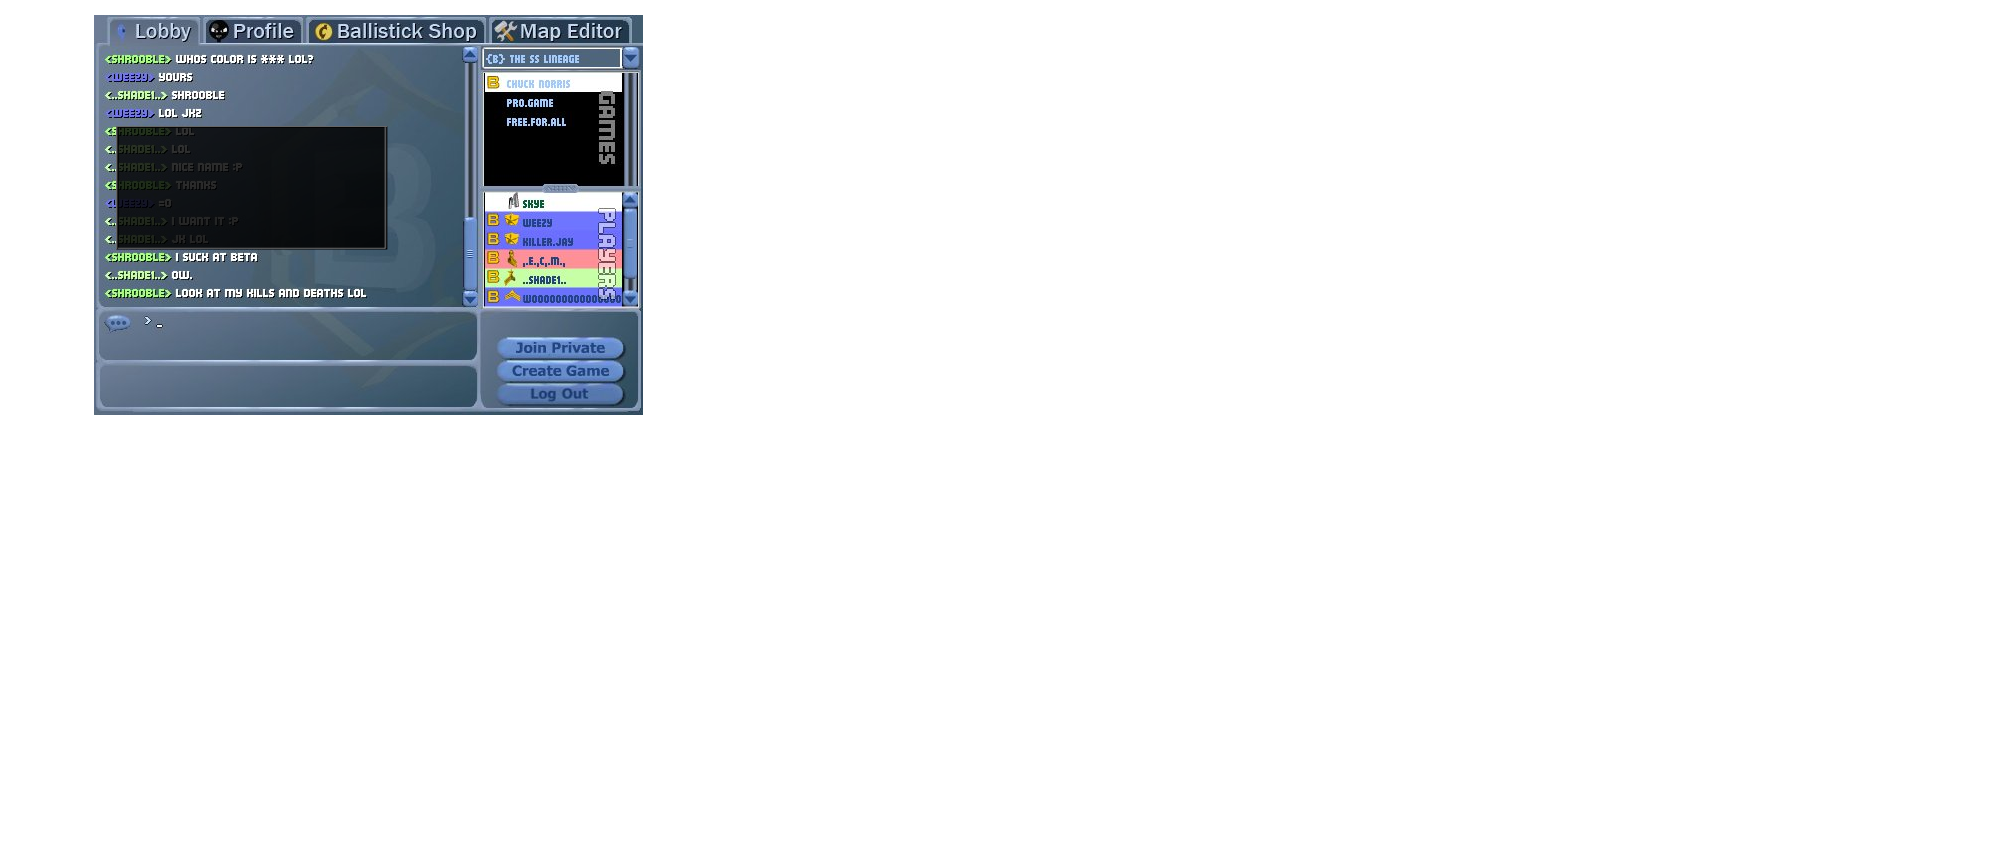 Lobby
Profile
Ballistick Shop
Map Editor
<SHROOBLE> WHOS COLOR IS *** LOL?
<WEEZY> YOURS
<..SHADE1..> SHROOBLE
<WEEZY> LOL JKZ
<SHROOBLE> LOL
<..SHADE1..> LOL
<..SHADE1..> NICE NAME :P
<SHROOBLE> THANKS
<WEEZY> =O
<..SHADE1..> I WANT IT :P
<..SHADE1..> JK LOL
<SHROOBLE> I SUCK AT BETA
<..SHADE1..> OW.
<SHROOBLE> LOOK AT MY KILLS AND DEATHS LOL
> _
{B} THE SS LINEAGE
B CHUCK NORRIS
PRO.GAME
FREE.FOR.ALL
GAMES
SKYE
B WEEZY
B KILLER.JAY
B ,.E.,C,.M.,
B ..SHADE1..
B
PLAYERS
Join Private
Create Game
Log Out